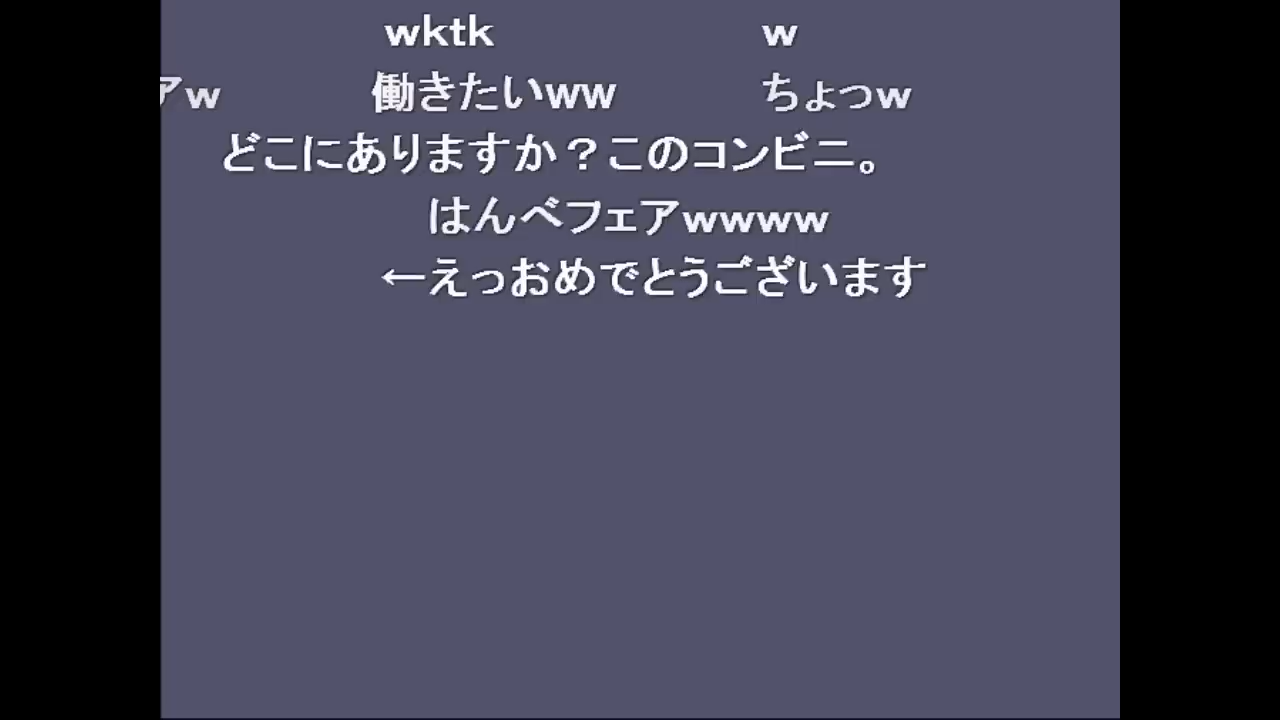 wktk w
アw 働きたいww ちょっw
どこにありますか？このコンビニ。
はんべフェアwwww
←えっおめでとうございます